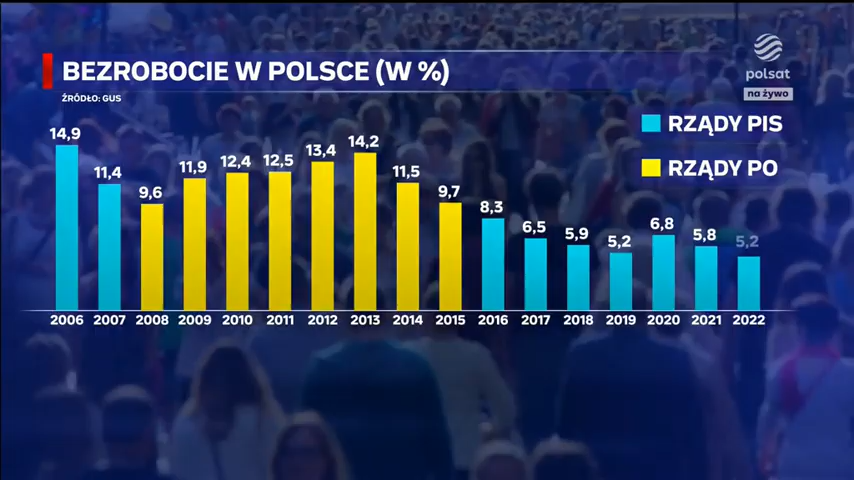 BEZROBOCIE W POLSCE (W %)
ŹRÓDŁO: GUS
polsat
na żywo
RZĄDY PIS
RZĄDY PO
14,9
11,4
9,6
11,9
12,4
12,5
13,4
14,2
11,5
9,7
8,3
6,5
5,9
5,2
6,8
5,8
5,2
2006 2007 2008 2009 2010 2011 2012 2013 2014 2015 2016 2017 2018 2019 2020 2021 2022